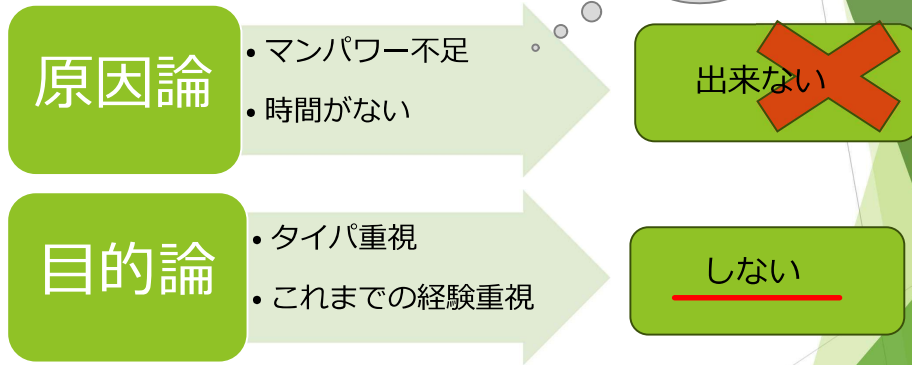 原因論
• マンパワー不足
• 時間がない
出来ない
目的論
• タイパ重視
• これまでの経験重視
しない